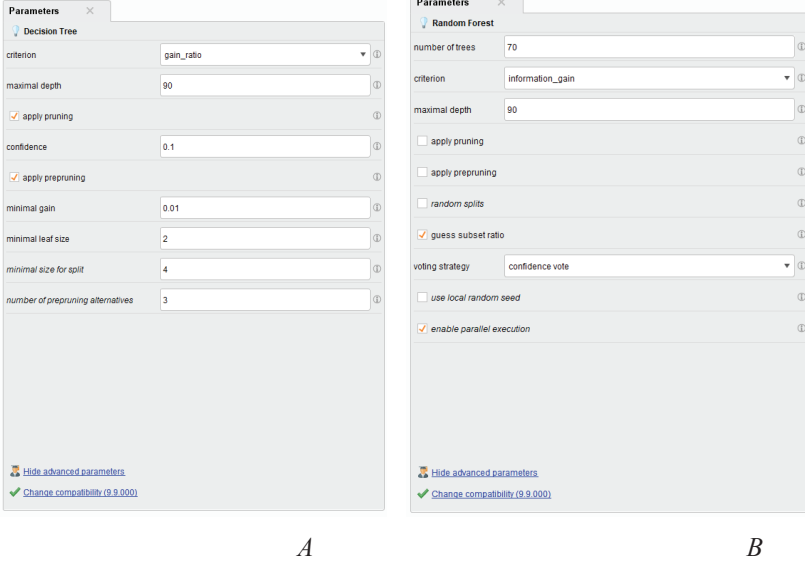 Parameters
Decision Tree
criterion gain_ratio
maximal depth 90
apply pruning
confidence 0.1
apply prepruning
minimal gain 0.01
minimal leaf size 2
minimal size for split 4
number of prepruning alternatives 3
Hide advanced parameters
Change compatibility (9.9.000)
A
Parameters
Random Forest
number of trees 70
criterion information_gain
maximal depth 90
apply pruning
apply prepruning
random splits
guess subset ratio
voting strategy confidence vote
use local random seed
enable parallel execution
Hide advanced parameters
Change compatibility (9.9.000)
B